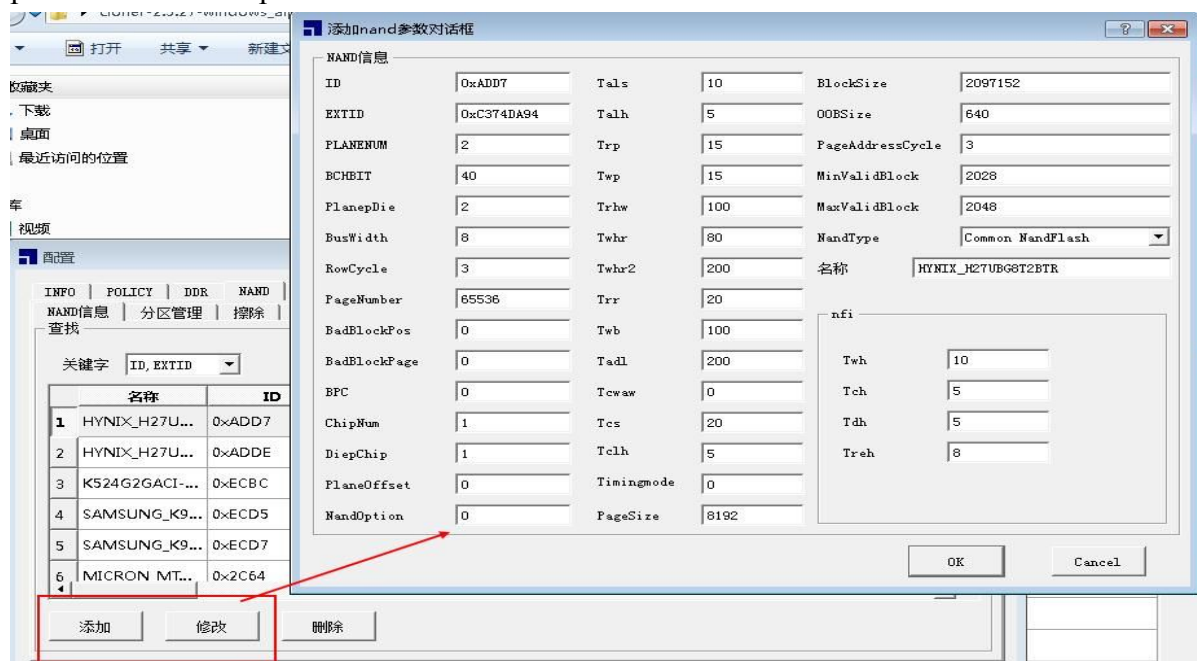 打开 共享 新建
下载
桌面
最近访问的位置
库
视频
添加nand参数对话框
NAND信息
ID 0xADD7 Tals 10 BlockSize 2097152
EXTID 0xC374DA94 Talh 5 OOBSize 640
PLANENUM 2 Trp 15 PageAddressCycle 3
BCHBIT 40 Twp 15 MinValidBlock 2028
PlanepDie 2 Trhw 100 MaxValidBlock 2048
BusWidth 8 Twhr 80 NandType Common NandFlash
RowCycle 3 Twhr2 200 名称 HYNIX_H27UBG8T2BTR
PageNumber 65536 Trr 20 nfi
BadBlockPos 0 Twb 100
BadBlockPage 0 Tadl 200 Twh 10
BPC 0 Tcwaw 0 Tch 5
ChipNum 1 Tcs 20 Tdh 5
DiepChip 1 Tclh 5 Treh 8
PlaneOffset 0 Timingmode 0
NandOption 0 PageSize 8192
OK Cancel
配置
INFO POLICY DDR NAND
NAND信息 分区管理 擦除
查找
关键字 ID,EXTID
名称 ID
1 HYNIX_H27U... 0xADD7
2 HYNIX_H27U... 0xADDE
3 K524G2GACI-... 0xECBC
4 SAMSUNG_K9... 0xECD5
5 SAMSUNG_K9... 0xECD7
6 MICRON_MT... 0x2C64
添加 修改 删除